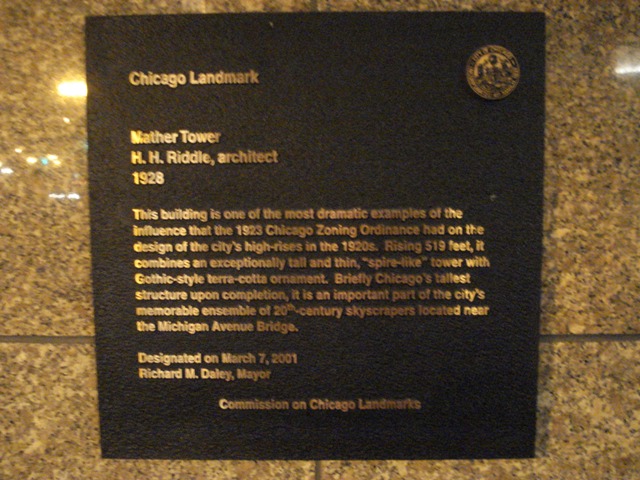 Chicago Landmark
Mather Tower
H. H. Riddle, architect
1928
This building is one of the most dramatic examples of the
influence that the 1923 Chicago Zoning Ordinance had on the
design of the city's high-rises in the 1920s. Rising 519 feet, it
combines an exceptionally tall and thin, "spire-like" tower with
Gothic-style terra-cotta ornament. Briefly Chicago's tallest
structure upon completion, it is an important part of the city's
memorable ensemble of 20th-century skyscrapers located near
the Michigan Avenue Bridge.
Designated on March 7, 2001
Richard M. Daley, Mayor
Commission on Chicago Landmarks